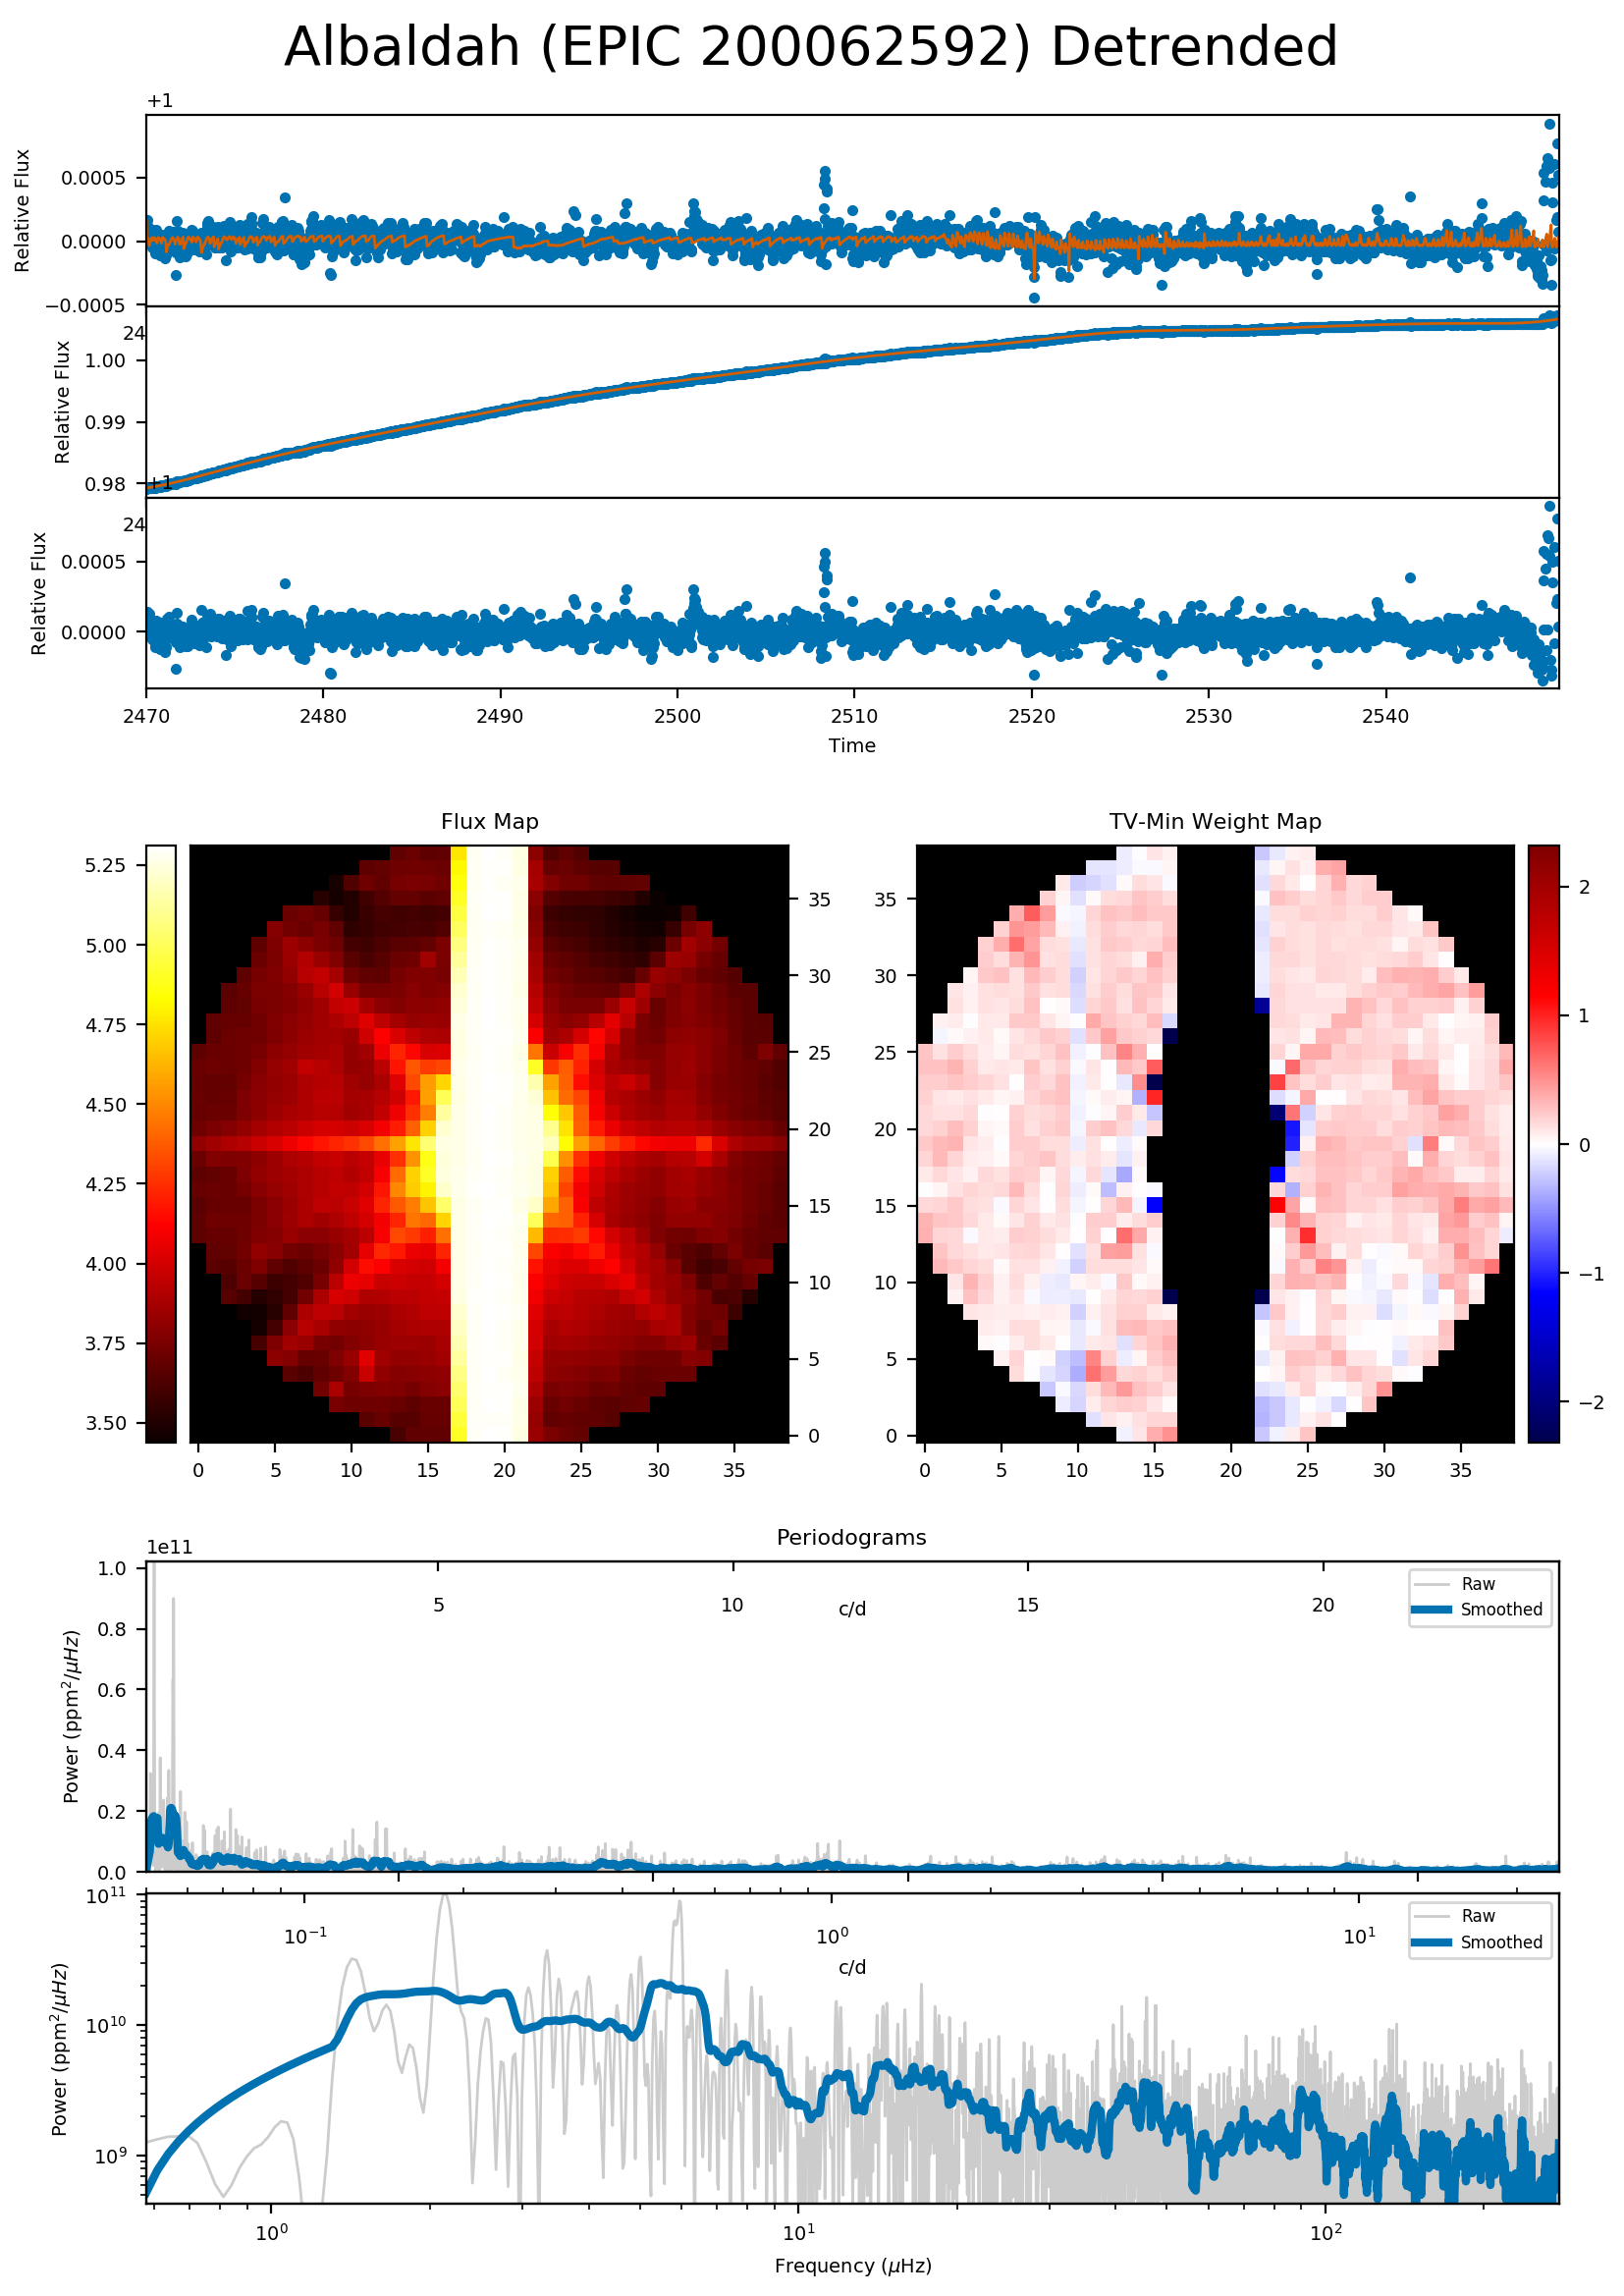 Albaldah (EPIC 200062592) Detrended
+1
Relative Flux
0.0005
0.0000
−0.0005
24
Relative Flux
1.00
0.99
0.98
+1
24
Relative Flux
0.0005
0.0000
2470 2480 2490 2500 2510 2520 2530 2540
Time
Flux Map
5.25
5.00
4.75
4.50
4.25
4.00
3.75
3.50
35
30
25
20
15
10
5
0
0 5 10 15 20 25 30 35
TV-Min Weight Map
35
30
25
20
15
10
5
0
0 5 10 15 20 25 30 35
2
1
0
−1
−2
Periodograms
1e11
Power (ppm²/μHz)
1.0
0.8
0.6
0.4
0.2
0.0
5 10 15 20
c/d
Raw
Smoothed
Power (ppm²/μHz)
10¹¹
10¹⁰
10⁹
10⁻¹ 10⁰ 10¹
c/d
Raw
Smoothed
10⁰ 10¹ 10²
Frequency (μHz)